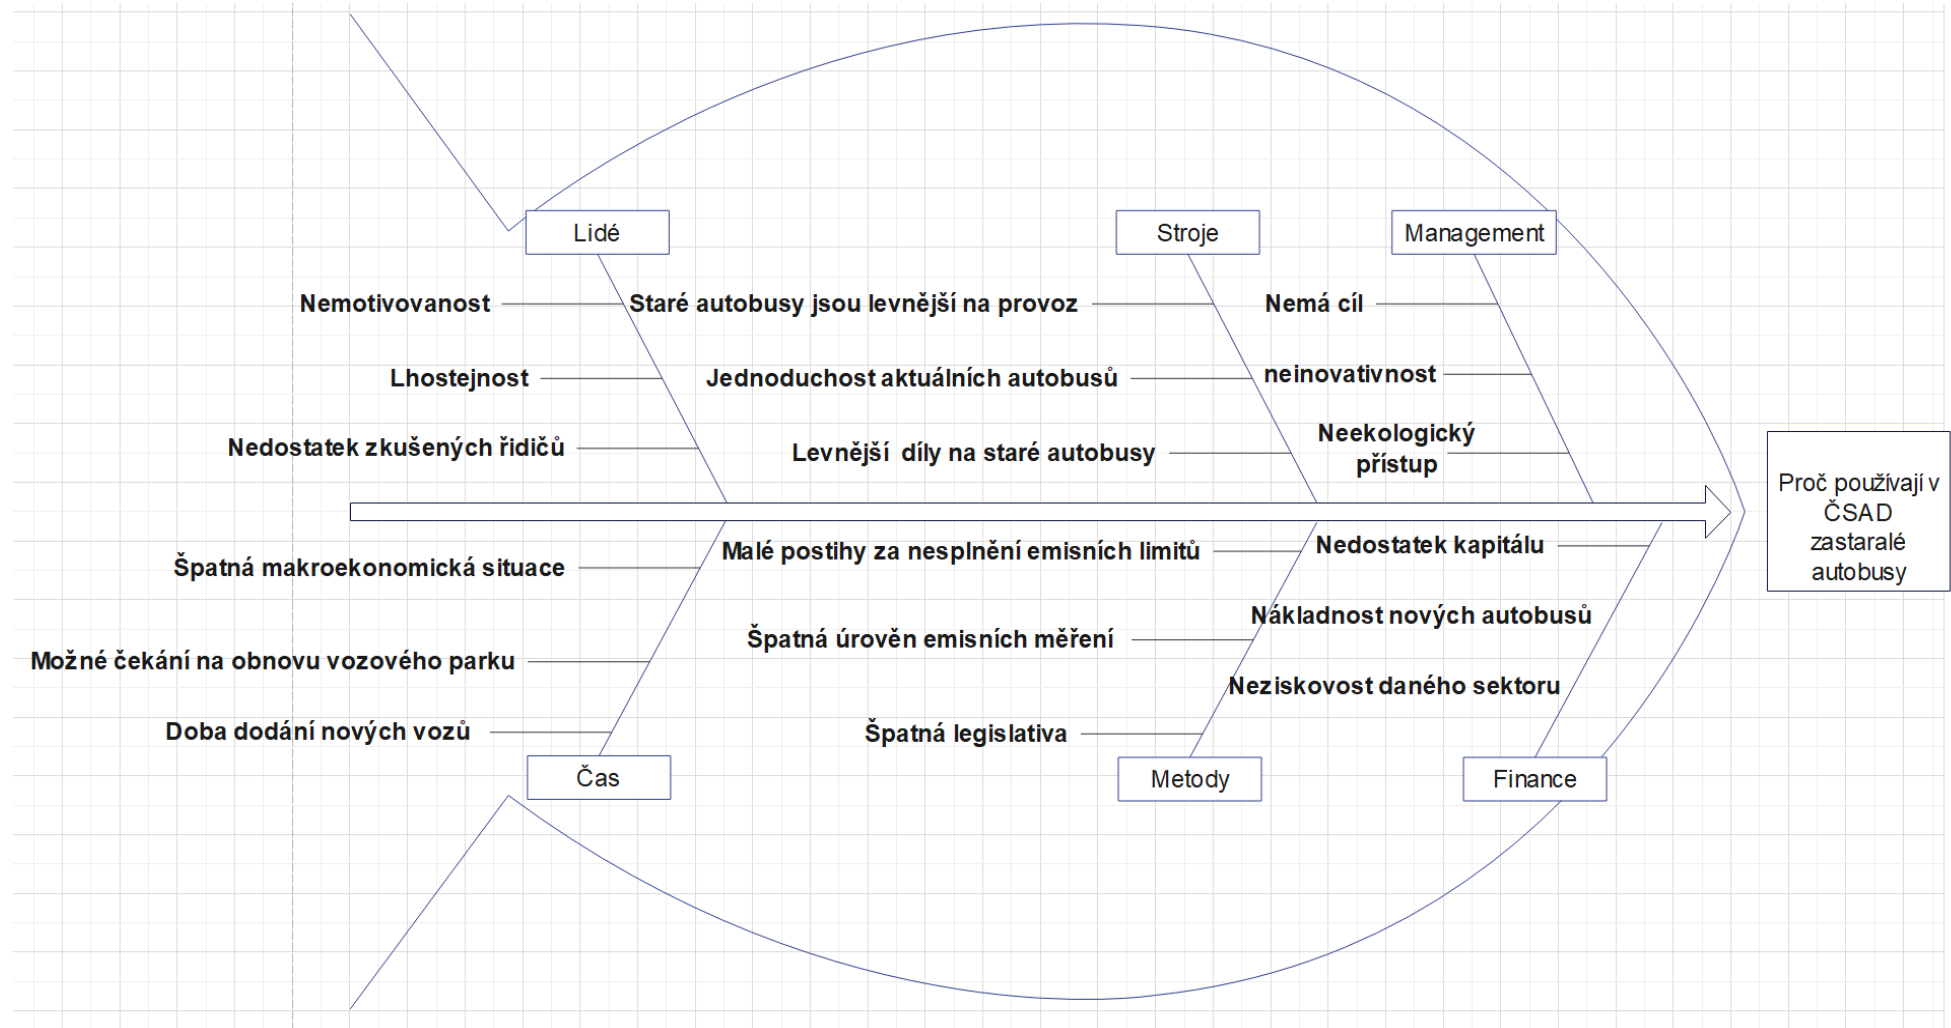 Lidé
Stroje
Management
Nemotivovanost
Staré autobusy jsou levnější na provoz
Nemá cíl
Lhostejnost
Jednoduchost aktuálních autobusů
neinovativnost
Nedostatek zkušených řidičů
Levnější  díly na staré autobusy
Neekologický
přístup
Proč používají v
ČSAD
zastaralé
autobusy
Špatná makroekonomická situace
Malé postihy za nesplnění emisních limitů
Nedostatek kapitálu
Možné čekání na obnovu vozového parku
Špatná úrověn emisních měření
Nákladnost nových autobusů
Doba dodání nových vozů
Špatná legislativa
Neziskovost daného sektoru
Čas
Metody
Finance